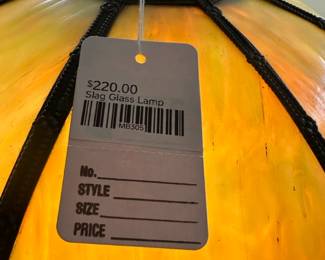 $220.00
Slag Glass Lamp
MB305
No.
STYLE
SIZE
PRICE